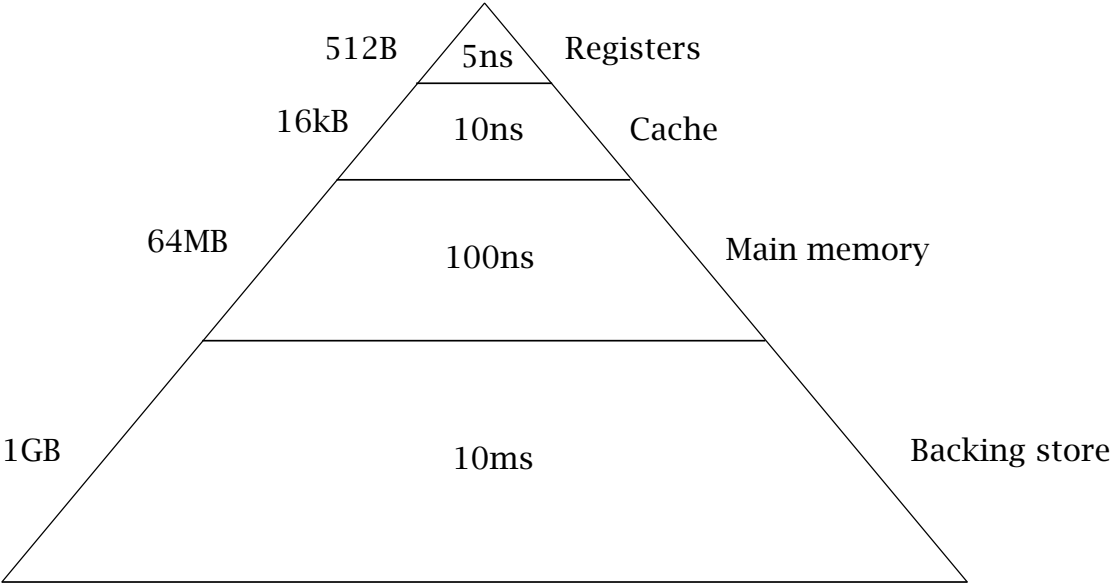 512B
5ns
Registers
16kB
10ns
Cache
64MB
100ns
Main memory
1GB
10ms
Backing store